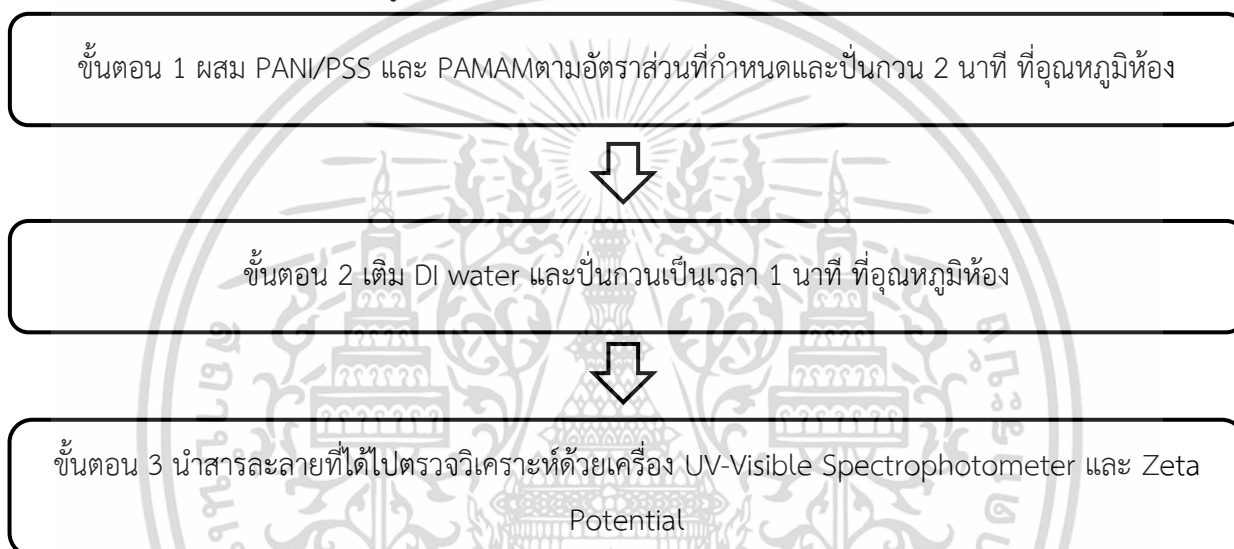 ขั้นตอน 1 ผสม PANI/PSS และ PAMAMตามอัตราส่วนที่กำหนดและปั่นกวน 2 นาที ที่อุณหภูมิห้อง
ขั้นตอน 2 เติม DI water และปั่นกวนเป็นเวลา 1 นาที ที่อุณหภูมิห้อง
ขั้นตอน 3 นำสารละลายที่ได้ไปตรวจวิเคราะห์ด้วยเครื่อง UV-Visible Spectrophotometer และ Zeta
Potential